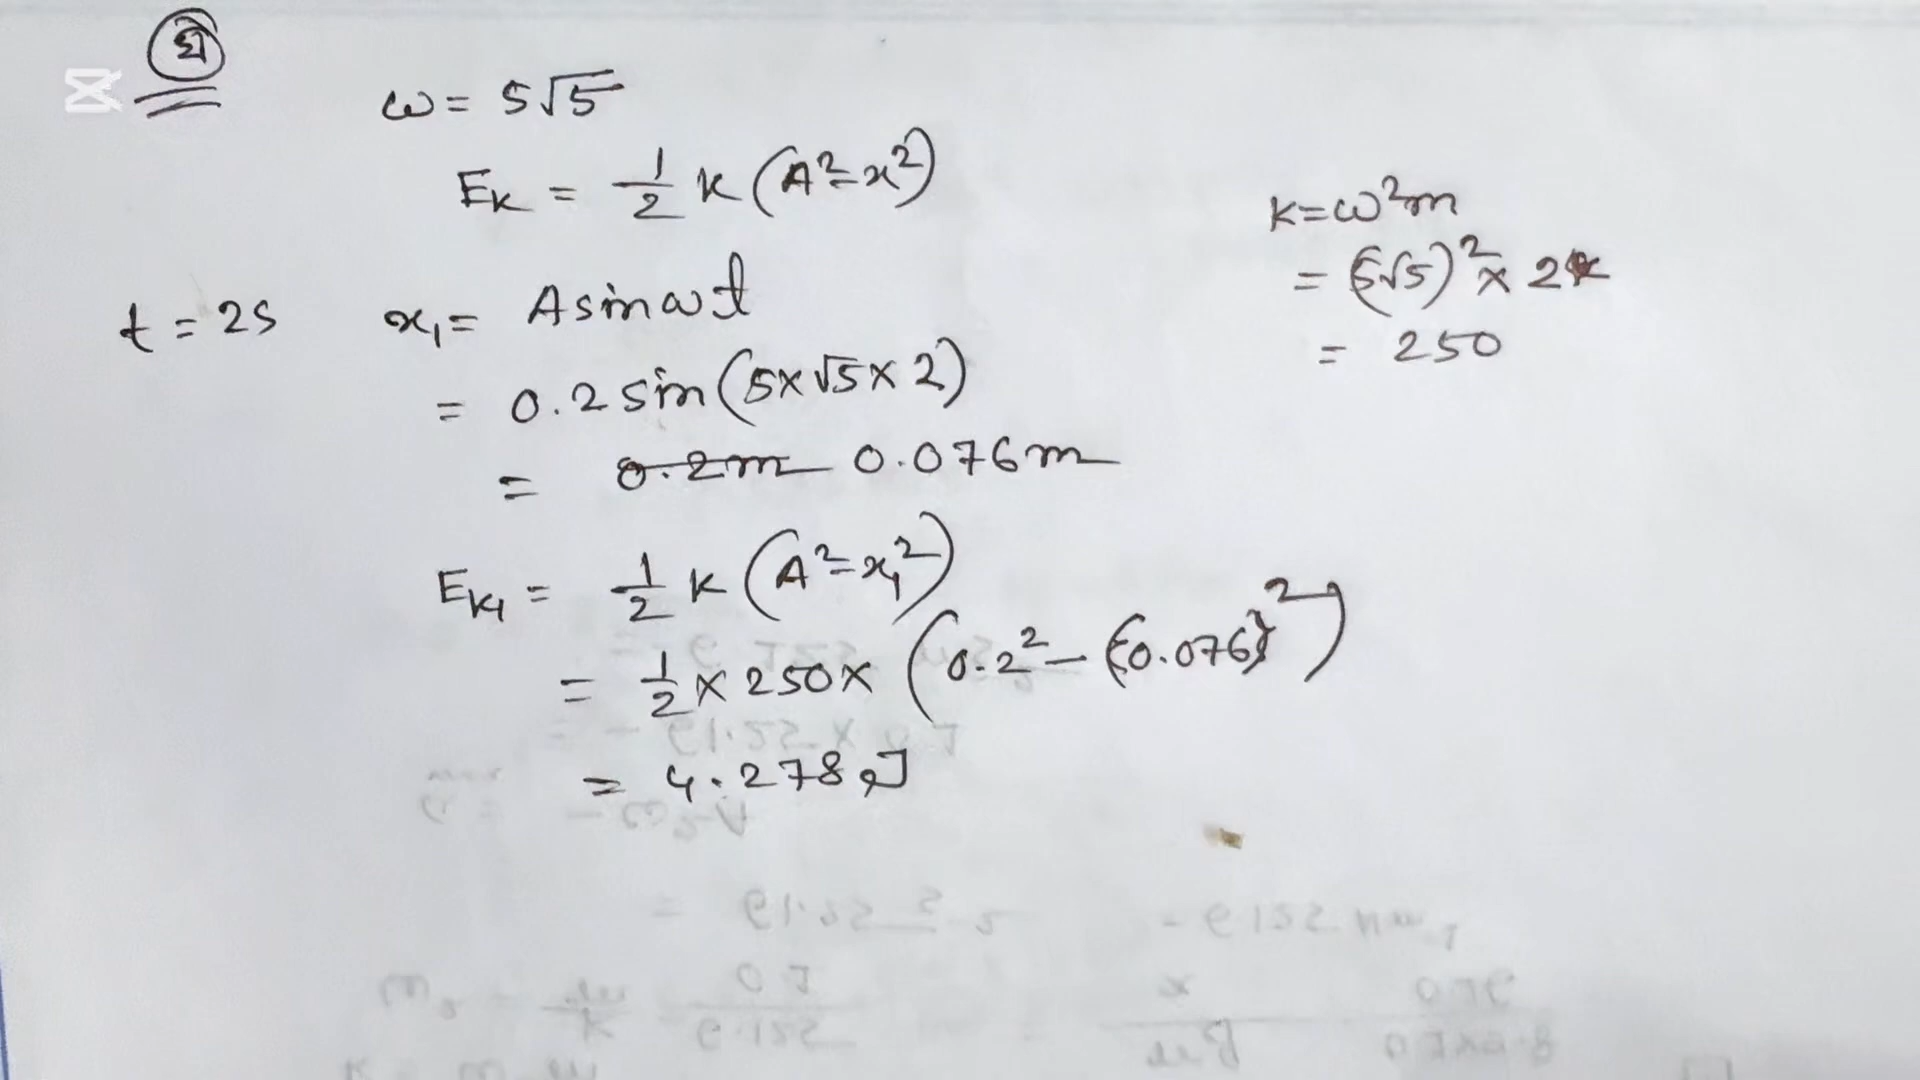 ঘ
ω = 5√5
E_K = 1/2 K (A² - x²)
K = ω²m
= (5√5)² × 2
= 250
t = 2s
x₁ = A sin ωt
= 0.2 sin (5×√5×2)
= 0.2m 0.076m
E_K₁ = 1/2 K (A² - x₁²)
= 1/2 × 250 × (0.2² - {0.076}²)
= 4.278 J